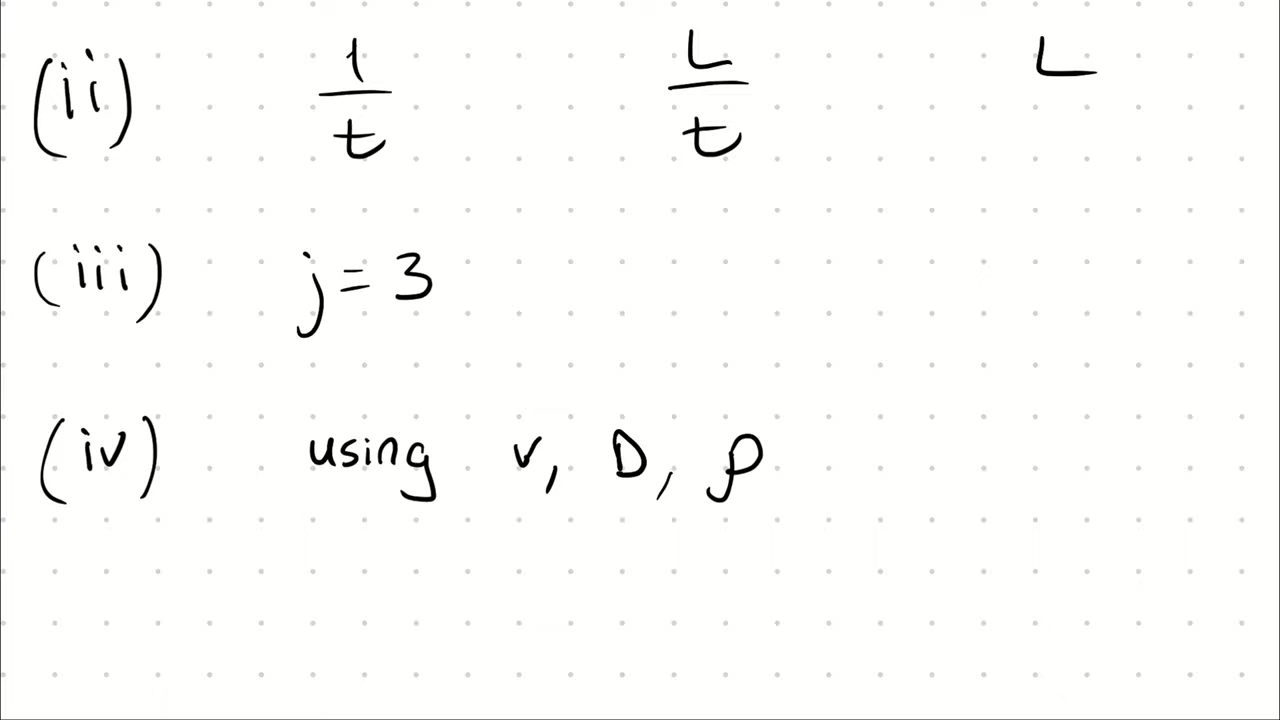 (ii) 1/t L/t L
(iii) j = 3
(iv) using v, D, ρ